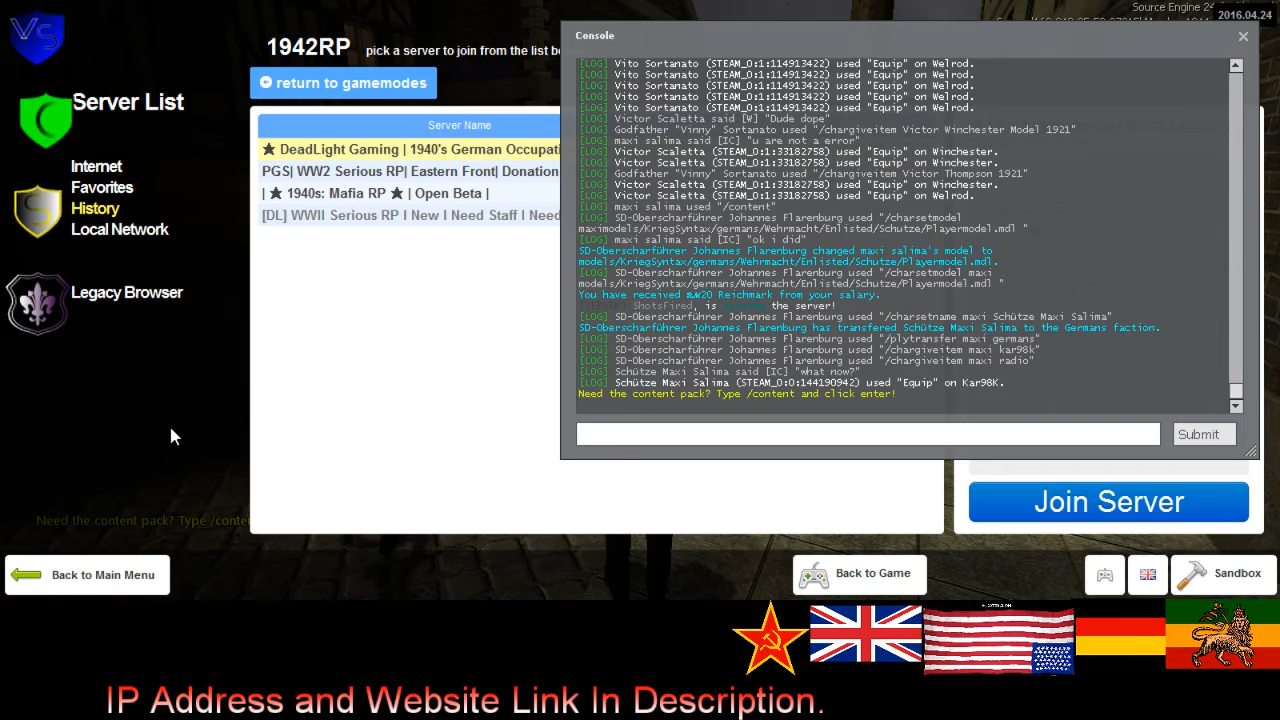 Source Engine 24
2016.04.24
VS
1942RP pick a server to join from the list be
return to gamemodes
Server List
Internet
Favorites
History
Local Network
Legacy Browser
Server Name
★ DeadLight Gaming | 1940's German Occupati
PGS| WW2 Serious RP| Eastern Front| Donation
| ★ 1940s: Mafia RP ★ | Open Beta |
[DL] WWII Serious RP I New I Need Staff I Need
Console
[LOG] Vito Sortanato (STEAM_0:1:114913422) used "Equip" on Welrod.
[LOG] Vito Sortanato (STEAM_0:1:114913422) used "Equip" on Welrod.
[LOG] Vito Sortanato (STEAM_0:1:114913422) used "Equip" on Welrod.
[LOG] Vito Sortanato (STEAM_0:1:114913422) used "Equip" on Welrod.
[LOG] Vito Sortanato (STEAM_0:1:114913422) used "Equip" on Welrod.
[LOG] Victor Scaletta said [W] "Dude dope"
[LOG] Godfather "Vinny" Sortanato used "/chargiveitem Victor Winchester Model 1921"
[LOG] maxi salima said [IC] "u are not a error"
[LOG] Victor Scaletta (STEAM_0:1:33182758) used "Equip" on Winchester.
[LOG] Victor Scaletta (STEAM_0:1:33182758) used "Equip" on Winchester.
[LOG] Godfather "Vinny" Sortanato used "/chargiveitem Victor Thompson 1921"
[LOG] Victor Scaletta (STEAM_0:1:33182758) used "Equip" on Winchester.
[LOG] Victor Scaletta (STEAM_0:1:33182758) used "Equip" on Winchester.
[LOG] maxi salima used "/content"
[LOG] SD-Oberscharführer Johannes Flarenburg used "/charsetmodel
maximodels/KriegSyntax/germans/Wehrmacht/Enlisted/Schutze/Playermodel.mdl "
[LOG] maxi salima said [IC] "ok i did"
SD-Oberscharführer Johannes Flarenburg changed maxi salima's model to
models/KriegSyntax/germans/Wehrmacht/Enlisted/Schutze/Playermodel.mdl.
[LOG] SD-Oberscharführer Johannes Flarenburg used "/charsetmodel maxi
models/KriegSyntax/germans/Wehrmacht/Enlisted/Schutze/Playermodel.mdl "
You have received 20 Reichmark from your salary.
ShotsFired, is the server!
[LOG] SD-Oberscharführer Johannes Flarenburg used "/charsetname maxi Schütze Maxi Salima"
SD-Oberscharführer Johannes Flarenburg has transfered Schütze Maxi Salima to the Germans faction.
[LOG] SD-Oberscharführer Johannes Flarenburg used "/plytransfer maxi germans"
[LOG] SD-Oberscharführer Johannes Flarenburg used "/chargiveitem maxi kar98k"
[LOG] SD-Oberscharführer Johannes Flarenburg used "/chargiveitem maxi radio"
[LOG] Schütze Maxi Salima said [IC] "what now?"
[LOG] Schütze Maxi Salima (STEAM_0:0:144190942) used "Equip" on Kar98K.
Need the content pack? Type /content and click enter!
Submit
Join Server
Need the content pack? Type /conte
Back to Main Menu
Back to Game
Sandbox
IP Address and Website Link In Description.